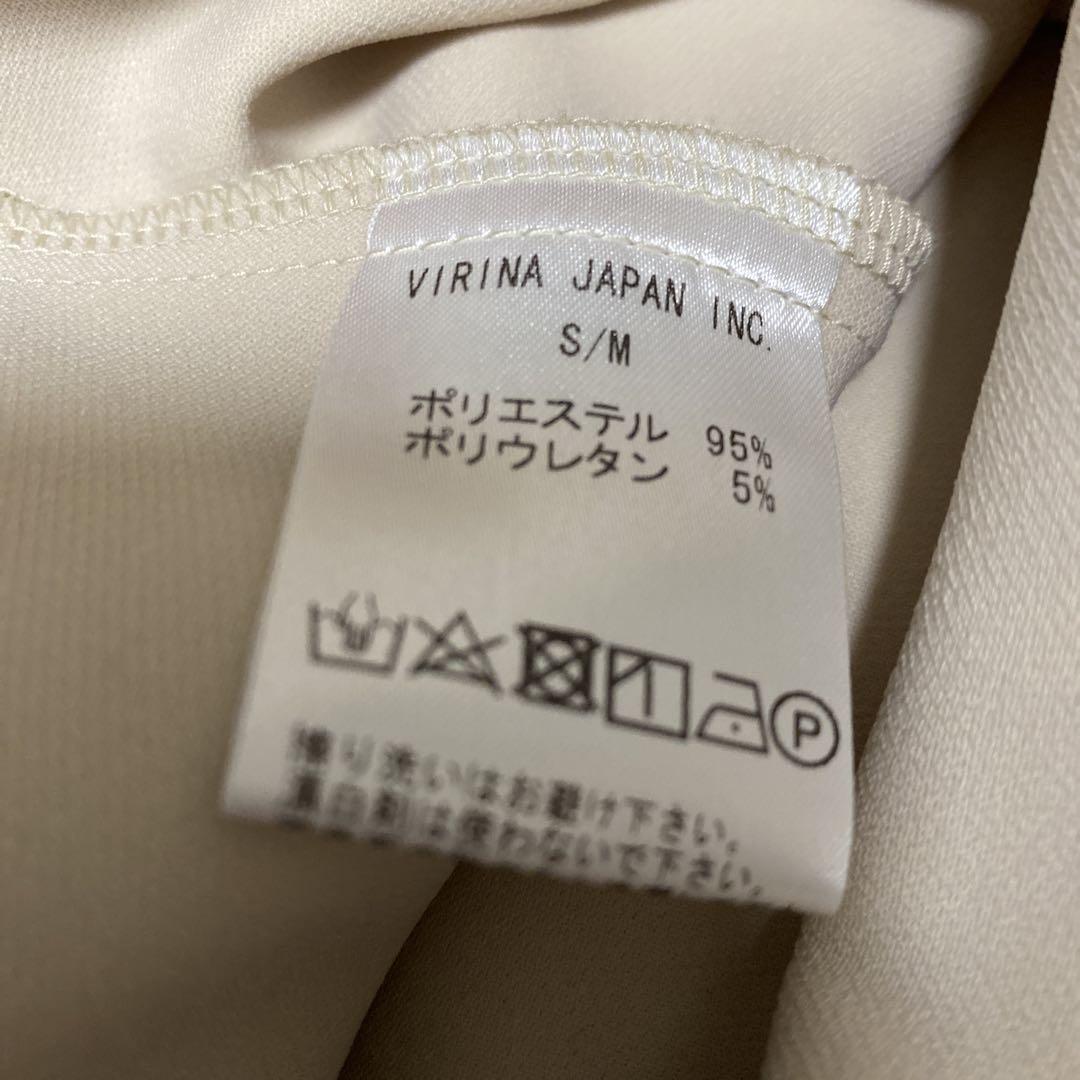 VIRINA JAPAN INC.
S/M
ポリエステル 95%
ポリウレタン 5%
P
擦り洗いはお避け下さい。
漂白剤は使わないで下さい。